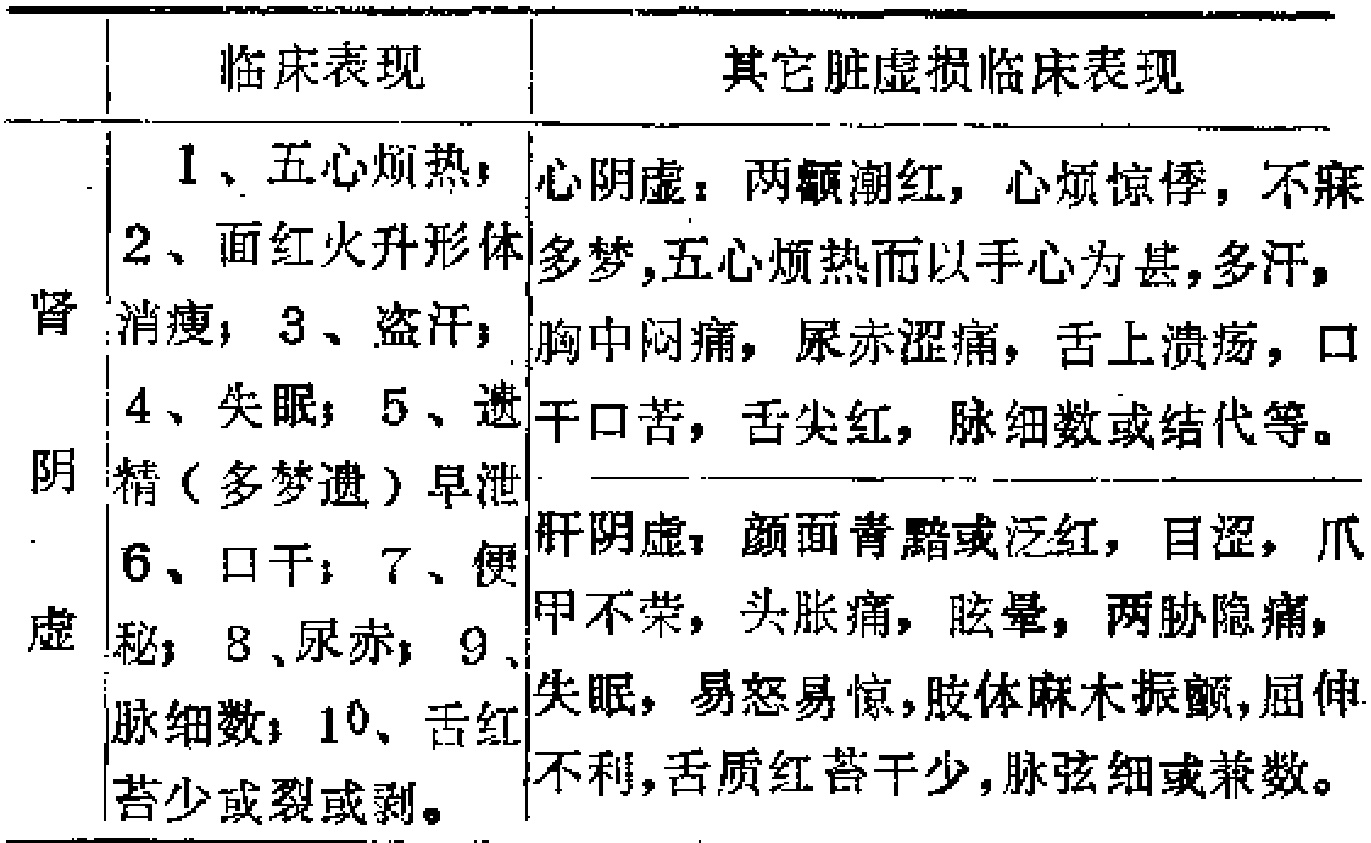 临床表现
其它脏虚损临床表现
肾
阴
虚
1、五心烦热；
2、面红火升形体
消瘦；3、盗汗；
4、失眠；5、遗
精（多梦遗）早泄
6、口干；7、便
秘；8、尿赤；9、
脉细数；10、舌红
苔少或裂或剥。
心阴虚：两颧潮红，心烦惊悸，不寐
多梦，五心烦热而以手心为甚，多汗，
胸中闷痛，尿赤涩痛，舌上溃疡，口
干口苦，舌尖红，脉细数或结代等。
肝阴虚：颜面青黯或泛红，目涩，爪
甲不荣，头胀痛，眩晕，两胁隐痛，
失眠，易怒易惊，肢体麻木振颤，屈伸
不利，舌质红苔干少，脉弦细或兼数。